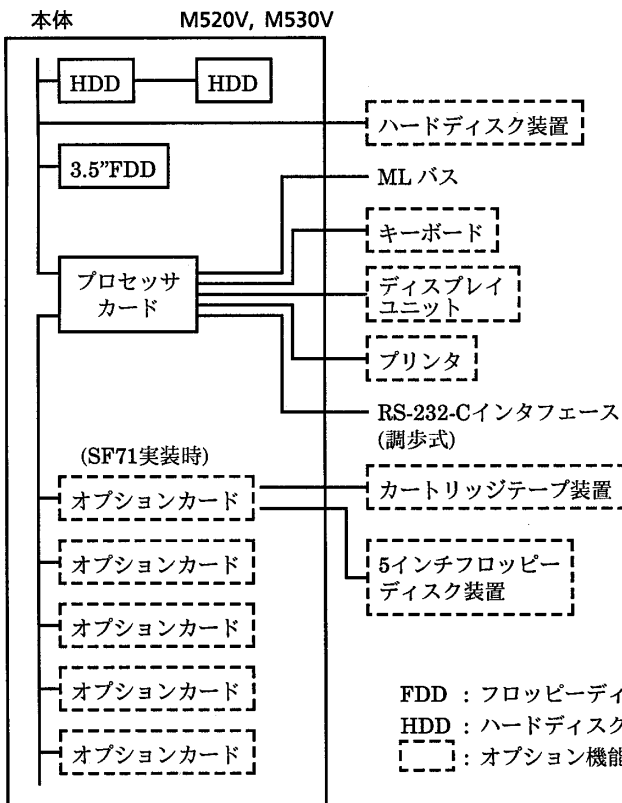 本体 M520V, M530V
HDD HDD
ハードディスク装置
3.5"FDD
ML バス
キーボード
プロセッサ
カード
ディスプレイ
ユニット
プリンタ
RS-232-Cインタフェース
(調歩式)
(SF71実装時)
オプションカード
カートリッジテープ装置
オプションカード
5インチフロッピー
ディスク装置
オプションカード
オプションカード
オプションカード
FDD : フロッピーディ
HDD : ハードディスク
: オプション機能